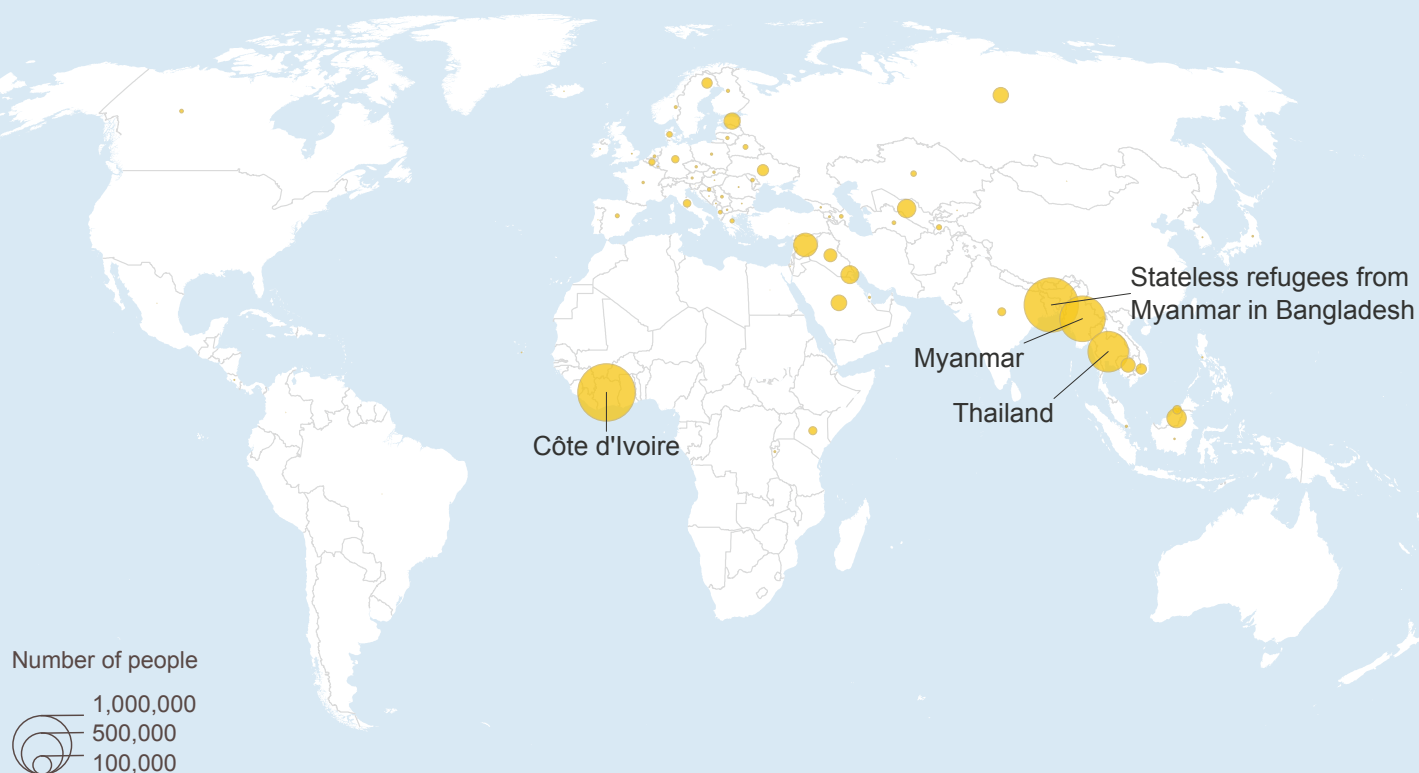 Stateless refugees from
Myanmar in Bangladesh
Myanmar
Thailand
Côte d'Ivoire
Number of people
1,000,000
500,000
100,000